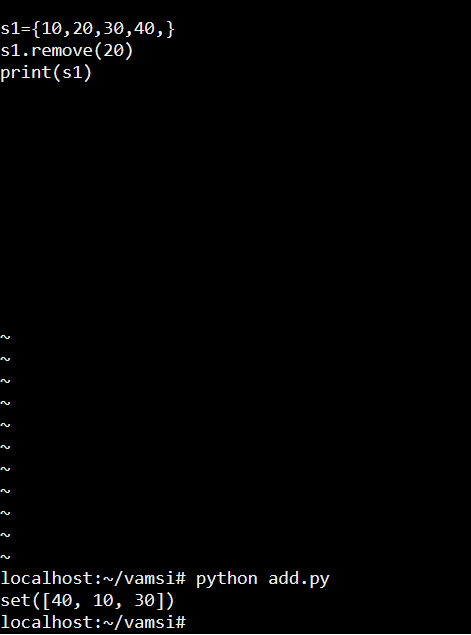 s1={10,20,30,40,}
s1.remove(20)
print(s1)
~
~
~
~
~
~
~
~
~
~
~
localhost:~/vamsi# python add.py
set([40, 10, 30])
localhost:~/vamsi#